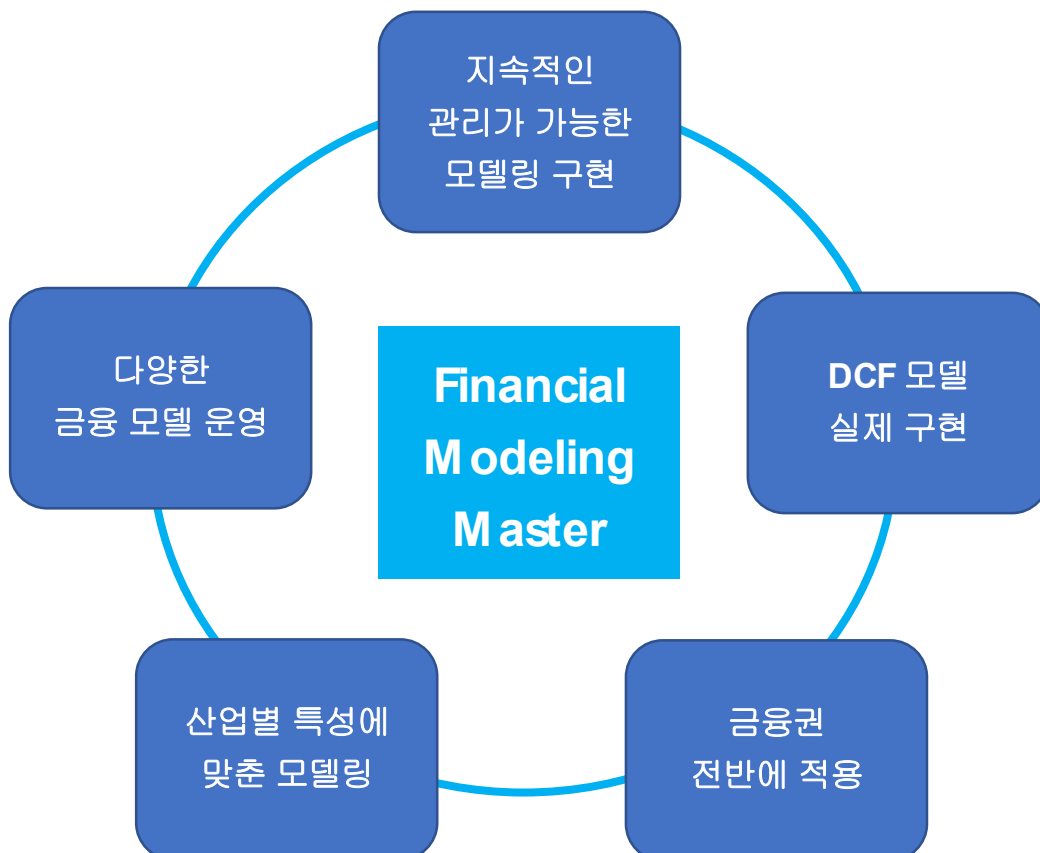 지속적인
관리가 가능한
모델링 구현
다양한
금융 모델 운영
Financial
Modeling
Master
DCF 모델
실제 구현
산업별 특성에
맞춘 모델링
금융권
전반에 적용